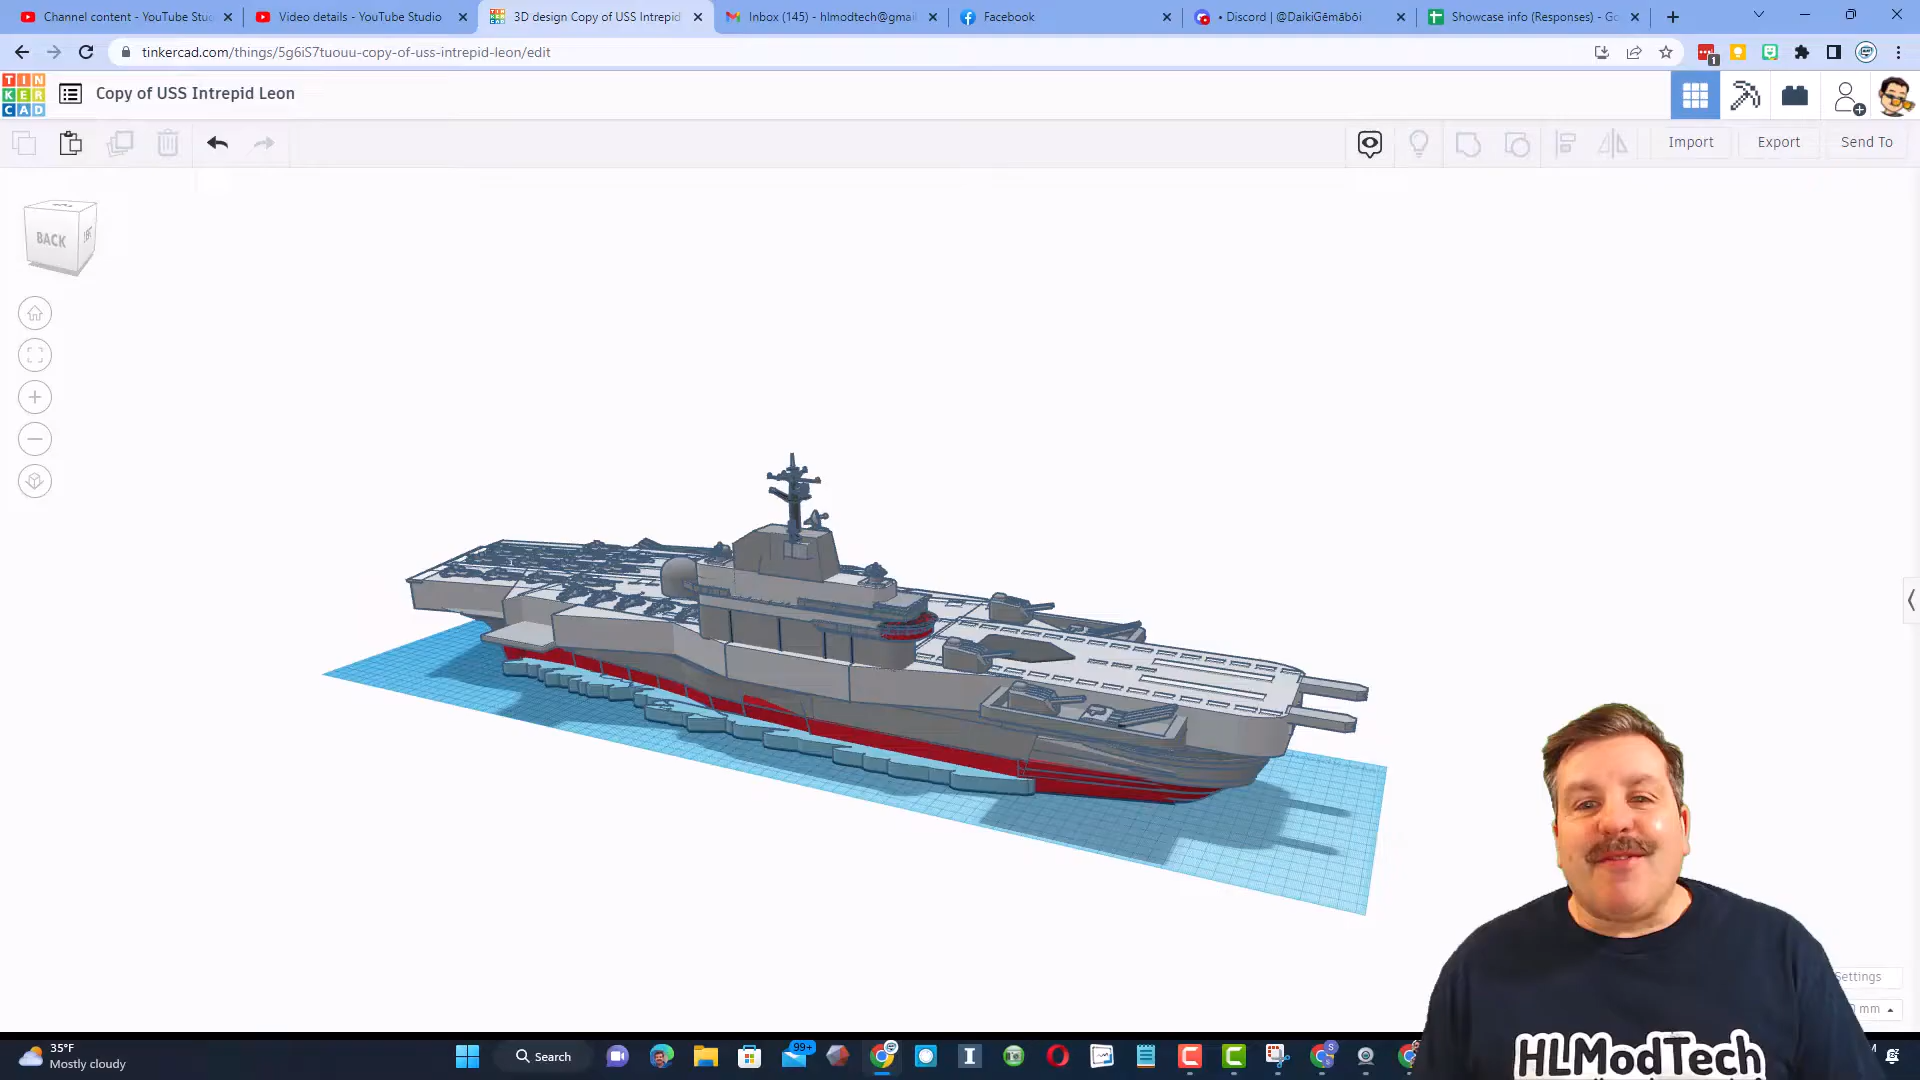 Channel content - YouTube Stu
Video details - YouTube Studio
3D design Copy of USS Intrepid
Inbox (145) - hlmodtech@gmai
Facebook
• Discord | @DaikiGēmābōi
Showcase info (Responses) - Go
tinkercad.com/things/5g6iS7tuouu-copy-of-uss-intrepid-leon/edit
1
TIN
KER
CAD
Copy of USS Intrepid Leon
Import
Export
Send To
BACK
Settings
mm
HLModTech
35°F
Mostly cloudy
Search
99+